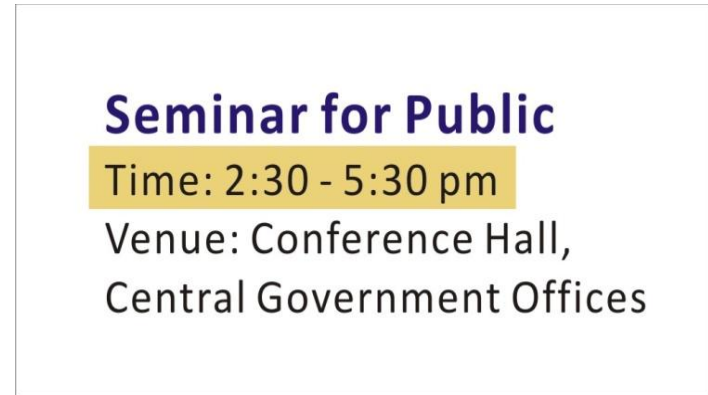 Seminar for Public
Time: 2:30 - 5:30 pm
Venue: Conference Hall,
Central Government Offices